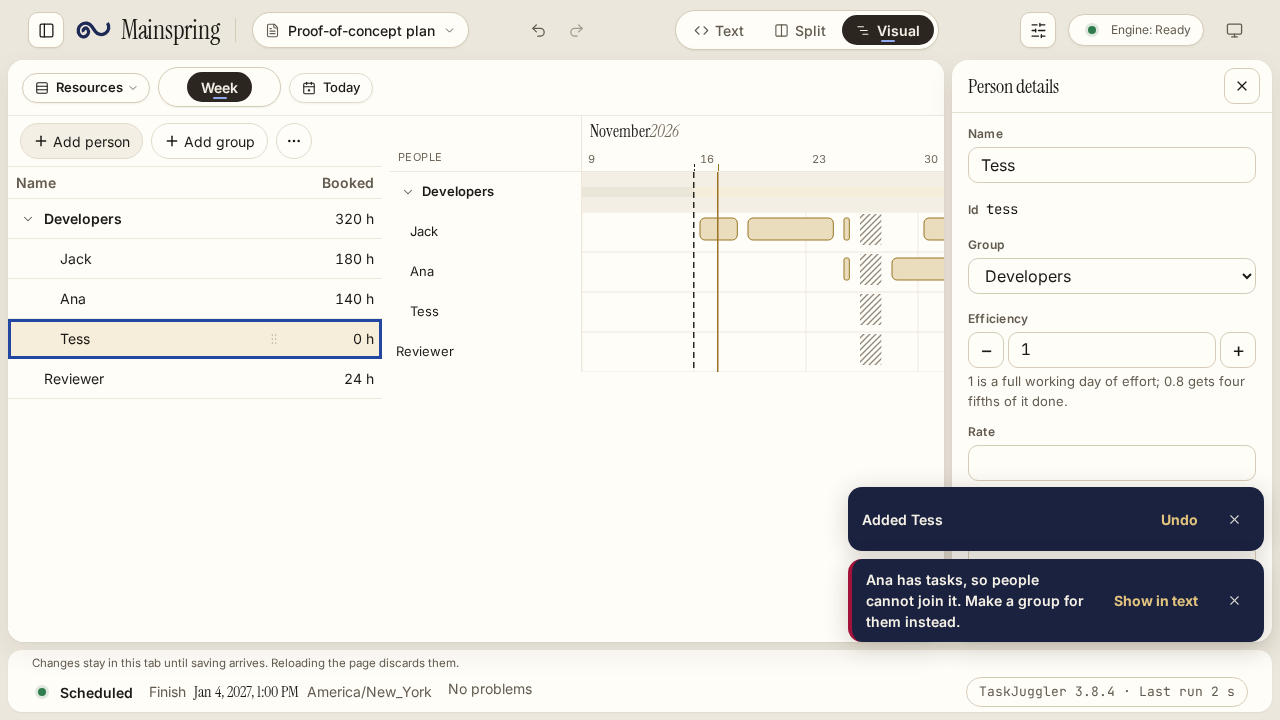 Mainspring
Proof-of-concept plan
Text
Split
Visual
Engine: Ready
Resources
Week
Today
Add person
Add group
Name Booked
Developers 320 h
Jack 180 h
Ana 140 h
Tess 0 h
Reviewer 24 h
November 2026
PEOPLE
9 16 23 30
Developers
Jack
Ana
Tess
Reviewer
Person details
Name
Tess
Id tess
Group
Developers
Efficiency
− 1 +
1 is a full working day of effort; 0.8 gets four
fifths of it done.
Rate
Added Tess Undo
Ana has tasks, so people
cannot join it. Make a group for
them instead.
Show in text
Changes stay in this tab until saving arrives. Reloading the page discards them.
Scheduled Finish Jan 4, 2027, 1:00 PM America/New_York No problems
TaskJuggler 3.8.4 · Last run 2 s